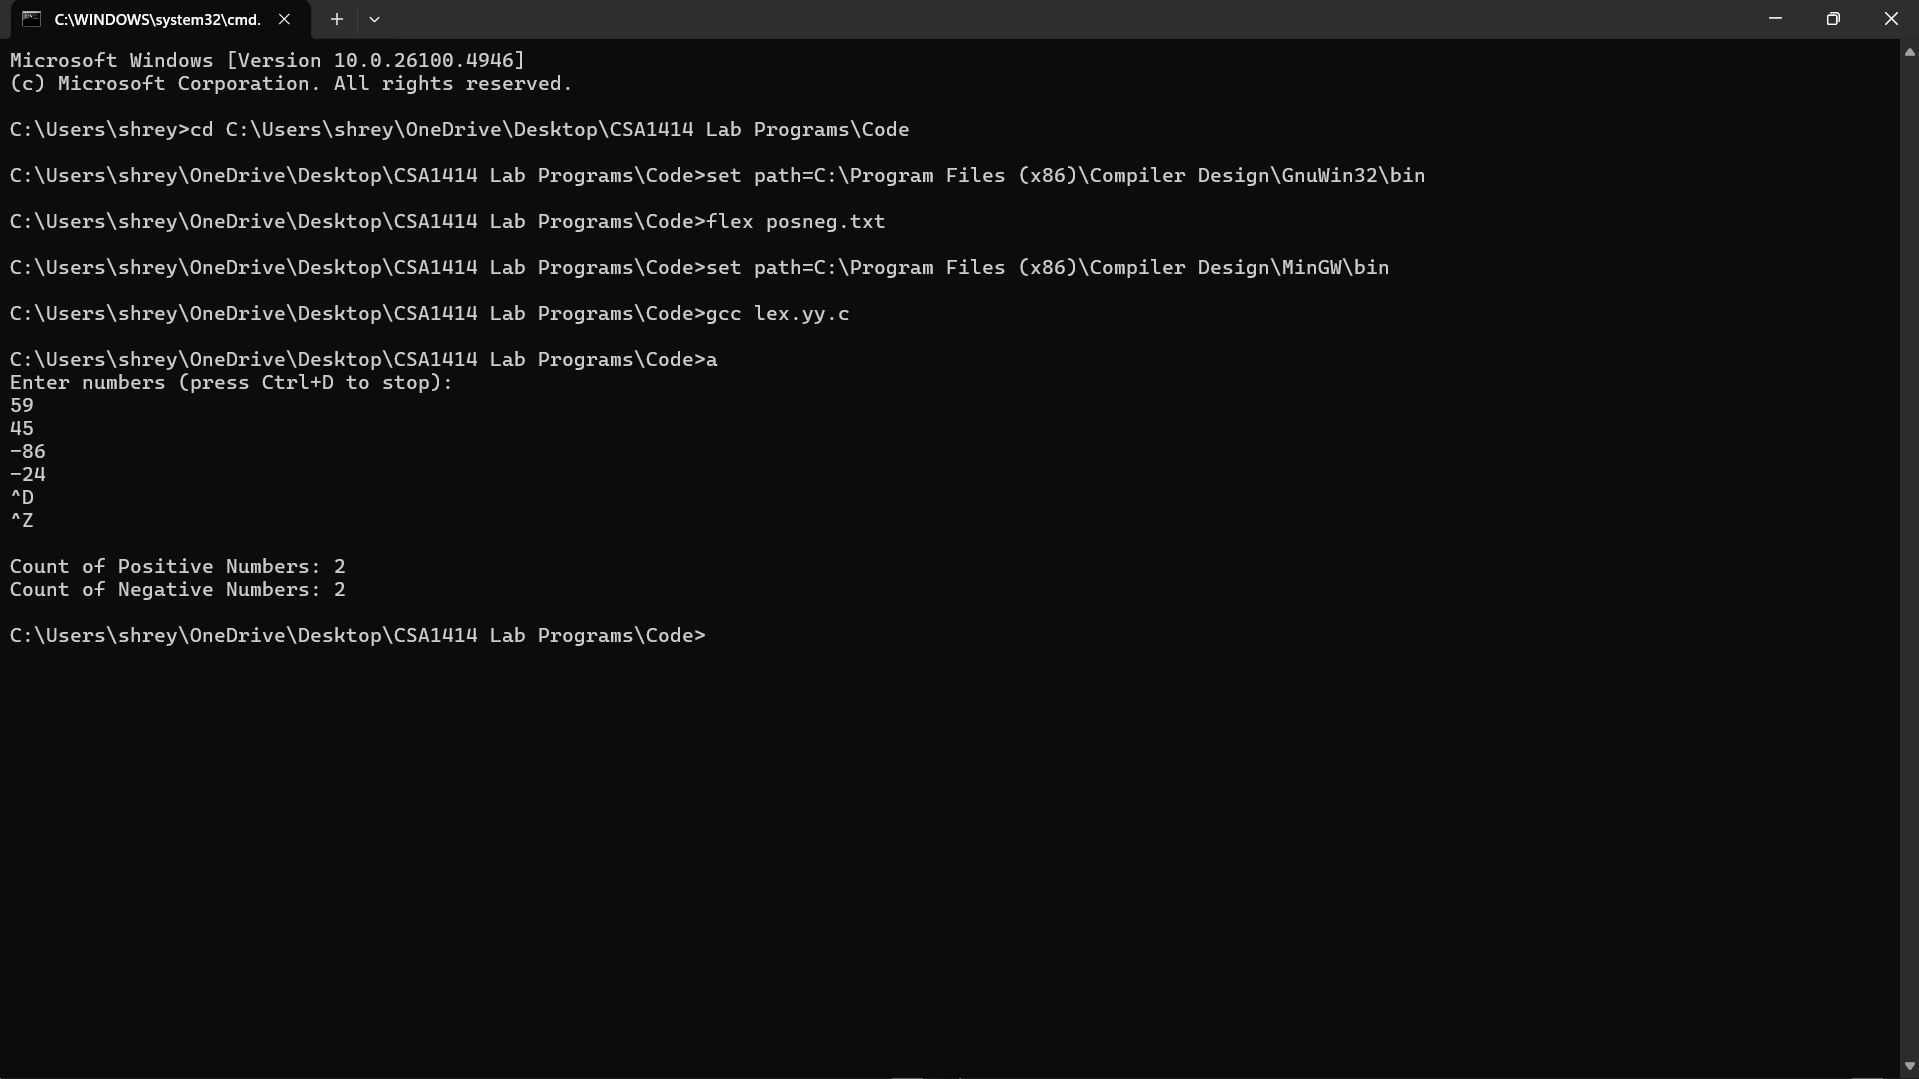 C:\WINDOWS\system32\cmd.
Microsoft Windows [Version 10.0.26100.4946]
(c) Microsoft Corporation. All rights reserved.
C:\Users\shrey>cd C:\Users\shrey\OneDrive\Desktop\CSA1414 Lab Programs\Code
C:\Users\shrey\OneDrive\Desktop\CSA1414 Lab Programs\Code>set path=C:\Program Files (x86)\Compiler Design\GnuWin32\bin
C:\Users\shrey\OneDrive\Desktop\CSA1414 Lab Programs\Code>flex posneg.txt
C:\Users\shrey\OneDrive\Desktop\CSA1414 Lab Programs\Code>set path=C:\Program Files (x86)\Compiler Design\MinGW\bin
C:\Users\shrey\OneDrive\Desktop\CSA1414 Lab Programs\Code>gcc lex.yy.c
C:\Users\shrey\OneDrive\Desktop\CSA1414 Lab Programs\Code>a
Enter numbers (press Ctrl+D to stop):
59
45
-86
-24
^D
^Z
Count of Positive Numbers: 2
Count of Negative Numbers: 2
C:\Users\shrey\OneDrive\Desktop\CSA1414 Lab Programs\Code>